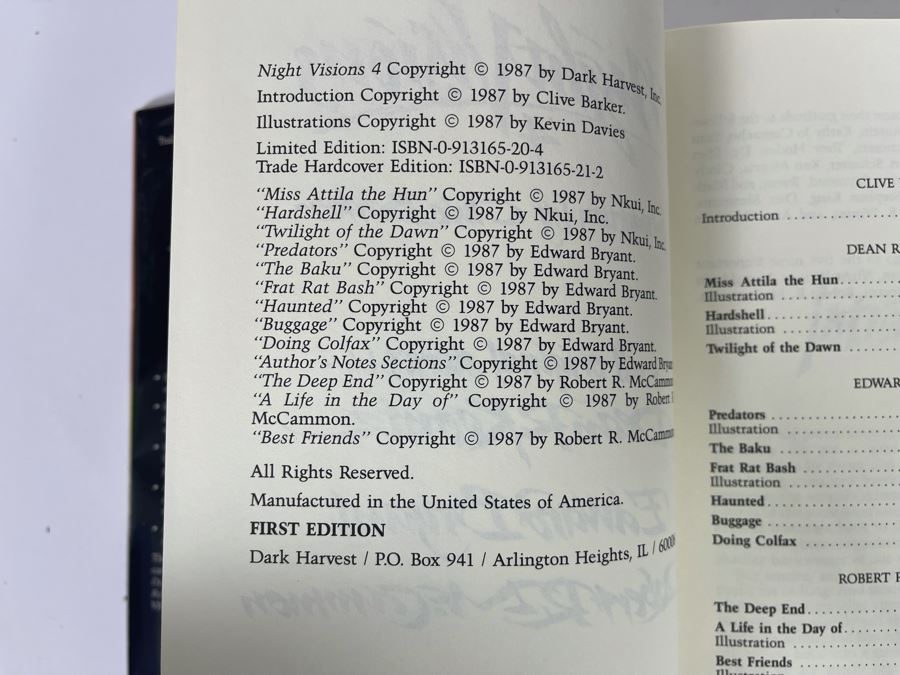 Night Visions 4 Copyright © 1987 by Dark Harvest, Inc.
Introduction Copyright © 1987 by Clive Barker.
Illustrations Copyright © 1987 by Kevin Davies
Limited Edition: ISBN-0-913165-20-4
Trade Hardcover Edition: ISBN-0-913165-21-2
“Miss Attila the Hun” Copyright © 1987 by Nkui, Inc.
“Hardshell” Copyright © 1987 by Nkui, Inc.
“Twilight of the Dawn” Copyright © 1987 by Nkui, Inc.
“Predators” Copyright © 1987 by Edward Bryant.
“The Baku” Copyright © 1987 by Edward Bryant.
“Frat Rat Bash” Copyright © 1987 by Edward Bryant.
“Haunted” Copyright © 1987 by Edward Bryant.
“Buggage” Copyright © 1987 by Edward Bryant.
“Doing Colfax” Copyright © 1987 by Edward Bryant.
“Author’s Notes Sections” Copyright © 1987 by Edward Bryan
“The Deep End” Copyright © 1987 by Robert R. McCammo
“A Life in the Day of” Copyright © 1987 by Robert
McCammon.
“Best Friends” Copyright © 1987 by Robert R. McCammo
All Rights Reserved.
Manufactured in the United States of America.
FIRST EDITION
Dark Harvest / P.O. Box 941 / Arlington Heights, IL / 6000
CLIVE
Introduction
DEAN R
Miss Attila the Hun
Illustration
Hardshell
Illustration
Twilight of the Dawn
EDWAR
Predators
Illustration
The Baku
Frat Rat Bash
Illustration
Haunted
Buggage
Doing Colfax
ROBERT
The Deep End
A Life in the Day of
Illustration
Best Friends